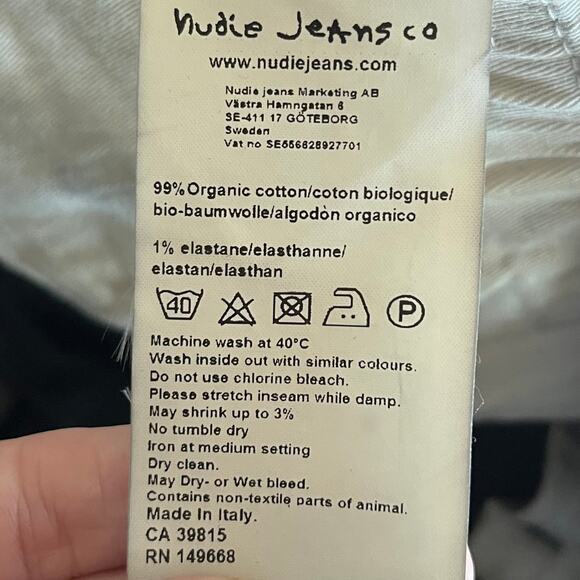 nudie Jeans co
www.nudiejeans.com
Nudie jeans Marketing AB
Västra Hamngatan 6
SE-411 17 GÖTEBORG
Sweden
Vat no SE556628927701
99% Organic cotton/coton biologique/
bio-baumwolle/algodòn organico
1% elastane/elasthanne/
elastan/elasthan
40 P
Machine wash at 40°C
Wash inside out with similar colours.
Do not use chlorine bleach.
Please stretch inseam while damp.
May shrink up to 3%
No tumble dry
Iron at medium setting
Dry clean.
May Dry- or Wet bleed.
Contains non-textile parts of animal.
Made In Italy.
CA 39815
RN 149668